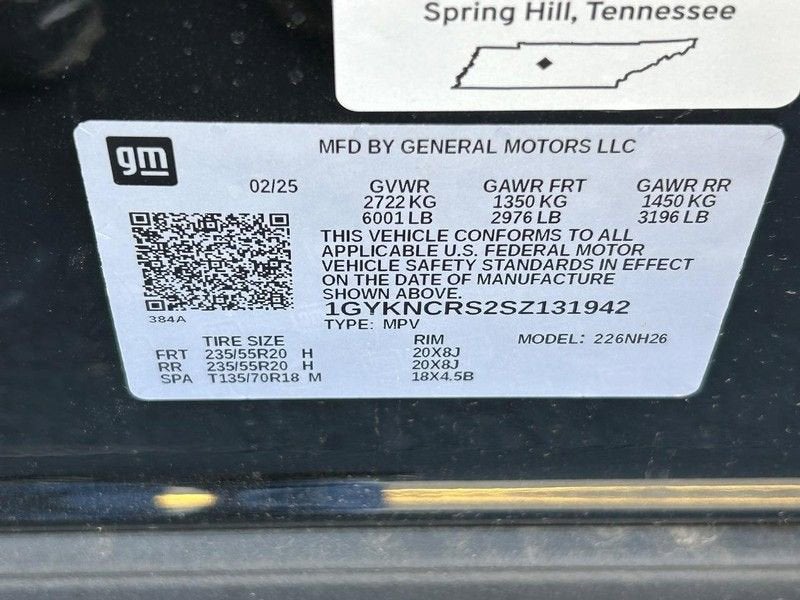 Spring Hill, Tennessee
gm
MFD BY GENERAL MOTORS LLC
02/25 GVWR GAWR FRT GAWR RR
2722 KG 1350 KG 1450 KG
6001 LB 2976 LB 3196 LB
THIS VEHICLE CONFORMS TO ALL
APPLICABLE U.S. FEDERAL MOTOR
VEHICLE SAFETY STANDARDS IN EFFECT
ON THE DATE OF MANUFACTURE
SHOWN ABOVE.
1GYKNCRS2SZ131942
384A
TYPE: MPV
TIRE SIZE RIM MODEL: 226NH26
FRT 235/55R20 H 20X8J
RR 235/55R20 H 20X8J
SPA T135/70R18 M 18X4.5B